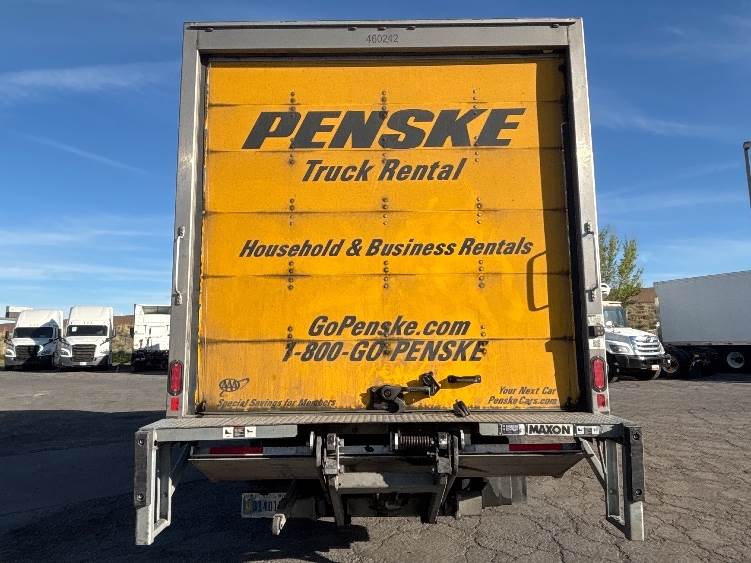 460242
PENSKE
Truck Rental
Household & Business Rentals
GoPenske.com
1-800-GO-PENSKE
AAA
Special Savings for Members
Your Next Car
PenskeCars.com
MAXON